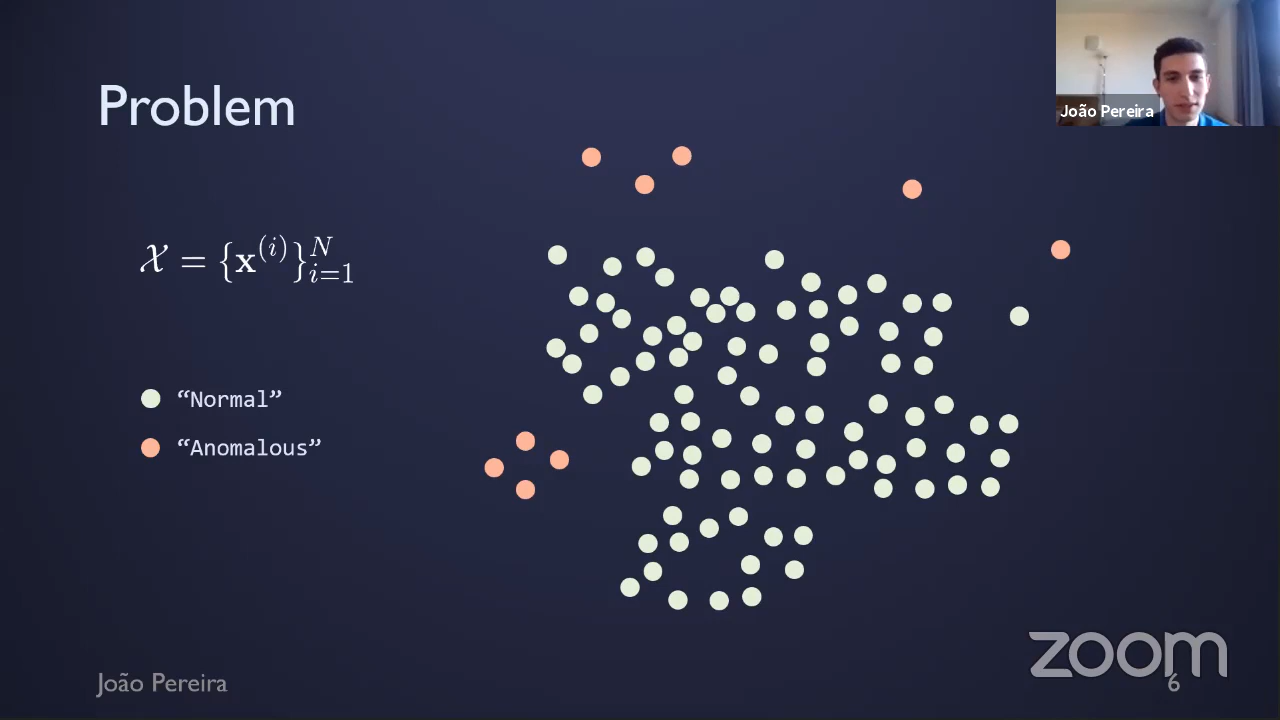 Problem
João Pereira
𝒳 = {𝐱^(i)}_{i=1}^N
“Normal”
“Anomalous”
zoom
João Pereira
6